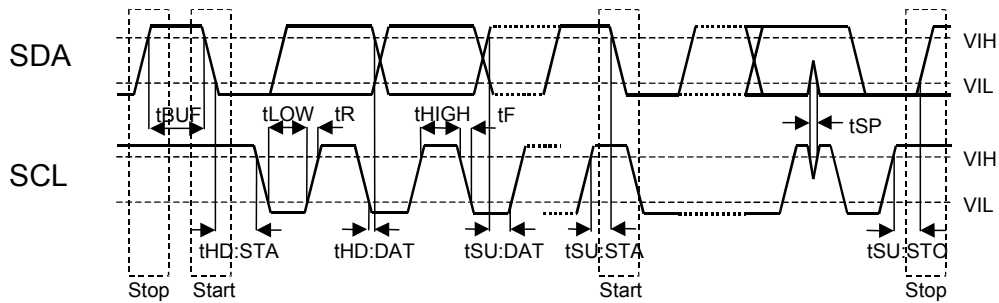 SDA
VIH
VIL
tBUF
tLOW
tR
tHIGH
tF
tSP
SCL
VIH
VIL
tHD:STA
tHD:DAT
tSU:DAT
tSU:STA
tSU:STO
Stop
Start
Start
Stop